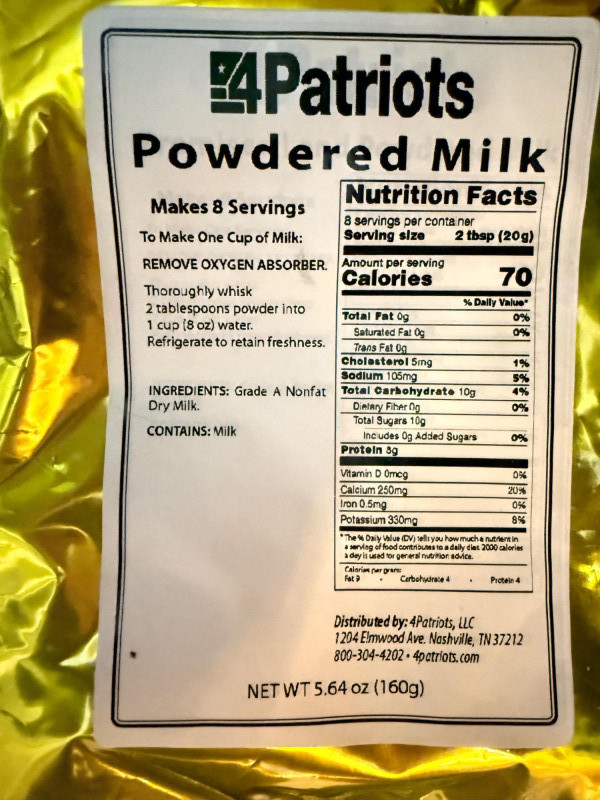 4Patriots
Powdered Milk
Makes 8 Servings
To Make One Cup of Milk:
REMOVE OXYGEN ABSORBER.
Thoroughly whisk
2 tablespoons powder into
1 cup (8 oz) water.
Refrigerate to retain freshness.
INGREDIENTS: Grade A Nonfat
Dry Milk.
CONTAINS: Milk
Nutrition Facts
8 servings per container
Serving size 2 tbsp (20g)
Amount per serving
Calories 70
% Daily Value*
Total Fat 0g 0%
Saturated Fat 0g 0%
Trans Fat 0g
Cholesterol 5mg 1%
Sodium 105mg 5%
Total Carbohydrate 10g 4%
Dietary Fiber 0g 0%
Total Sugars 10g
Includes 0g Added Sugars 0%
Protein 8g
Vitamin D 0mcg 0%
Calcium 250mg 20%
Iron 0.5mg 0%
Potassium 330mg 8%
*The % Daily Value (DV) tells you how much a nutrient in
a serving of food contributes to a daily diet. 2000 calories
a day is used for general nutrition advice.
Calories per gram:
Fat 9 • Carbohydrate 4 • Protein 4
Distributed by: 4Patriots, LLC
1204 Elmwood Ave. Nashville, TN 37212
800-304-4202 • 4patriots.com
NET WT 5.64 oz (160g)